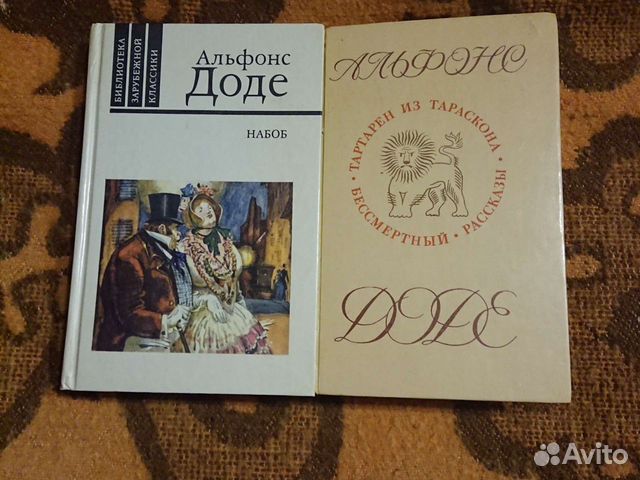 БИБЛИОТЕКА
ЗАРУБЕЖНОЙ
КЛАССИКИ
Альфонс
Доде
НАБОБ
АЛЬФОНС
ТАРТАРЕН ИЗ ТАРАСКОНА •
БЕССМЕРТНЫЙ • РАССКАЗЫ •
ДОДЕ
Avito